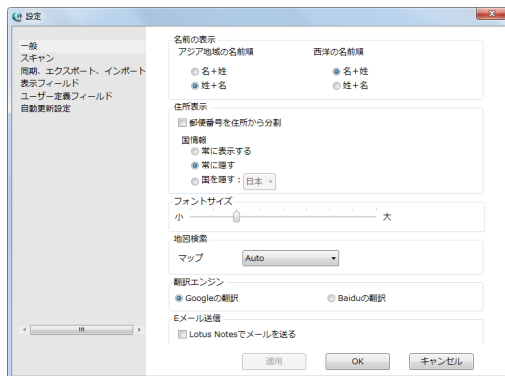 設定
一般
スキャン
同期、エクスポート、インポート
表示フィールド
ユーザー定義フィールド
自動更新設定
名前の表示
アジア地域の名前順 西洋の名前順
名+姓 名+姓
姓+名 姓+名
住所表示
郵便番号を住所から分割
国情報
常に表示する
常に隠す
国を隠す: 日本
フォントサイズ
小 大
地図検索
マップ Auto
翻訳エンジン
Googleの翻訳 Baiduの翻訳
Eメール送信
Lotus Notesでメールを送る
適用 OK キャンセル